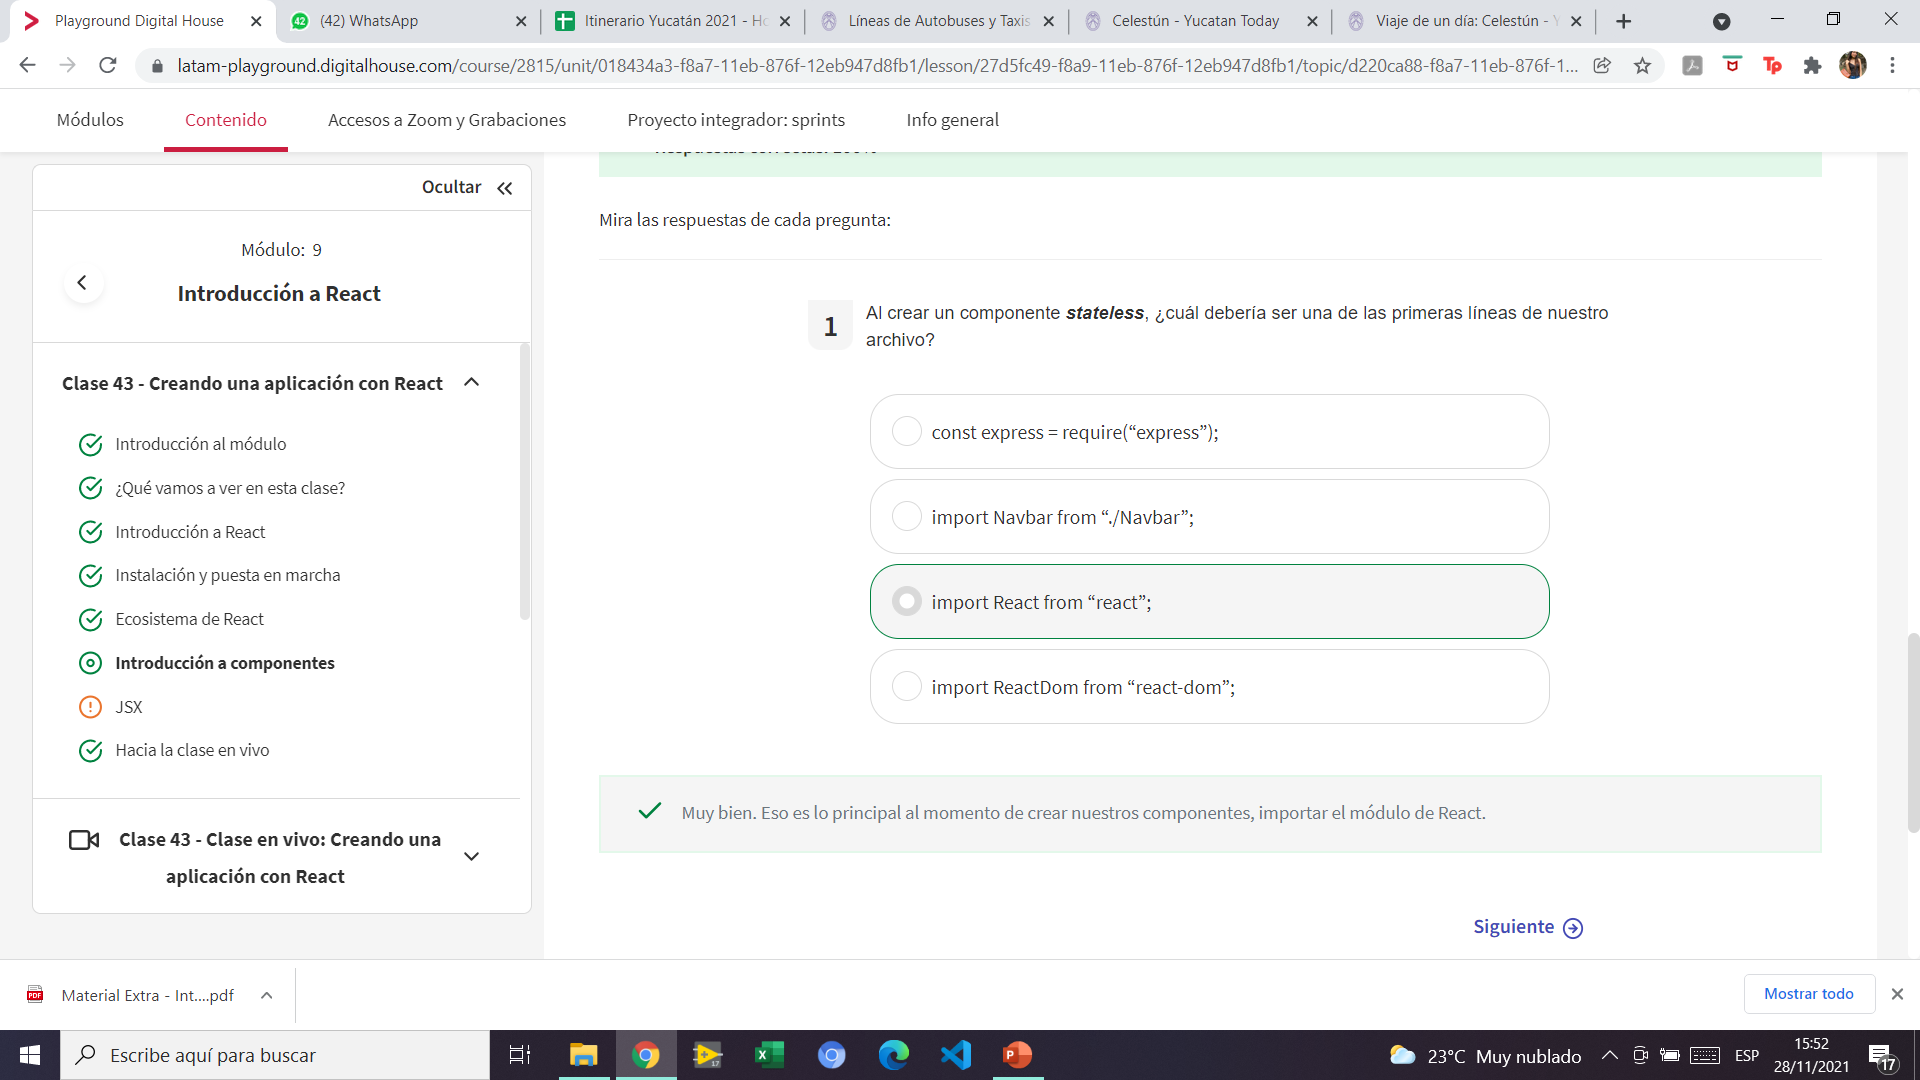 Playground Digital House
(42) WhatsApp
Itinerario Yucatán 2021 - Ho
Líneas de Autobuses y Taxis
Celestún - Yucatan Today
Viaje de un día: Celestún - Y
latam-playground.digitalhouse.com/course/2815/unit/018434a3-f8a7-11eb-876f-12eb947d8fb1/lesson/27d5fc49-f8a9-11eb-876f-12eb947d8fb1/topic/d220ca88-f8a7-11eb-876f-1...
Módulos
Contenido
Accesos a Zoom y Grabaciones
Proyecto integrador: sprints
Info general
Ocultar
Módulo: 9
Introducción a React
Clase 43 - Creando una aplicación con React
Introducción al módulo
¿Qué vamos a ver en esta clase?
Introducción a React
Instalación y puesta en marcha
Ecosistema de React
Introducción a componentes
JSX
Hacia la clase en vivo
Clase 43 - Clase en vivo: Creando una
aplicación con React
Mira las respuestas de cada pregunta:
1
Al crear un componente stateless, ¿cuál debería ser una de las primeras líneas de nuestro
archivo?
const express = require(“express”);
import Navbar from “./Navbar”;
import React from “react”;
import ReactDom from “react-dom”;
Muy bien. Eso es lo principal al momento de crear nuestros componentes, importar el módulo de React.
Siguiente
Material Extra - Int....pdf
Mostrar todo
Escribe aquí para buscar
23°C Muy nublado
ESP
15:52
28/11/2021
17